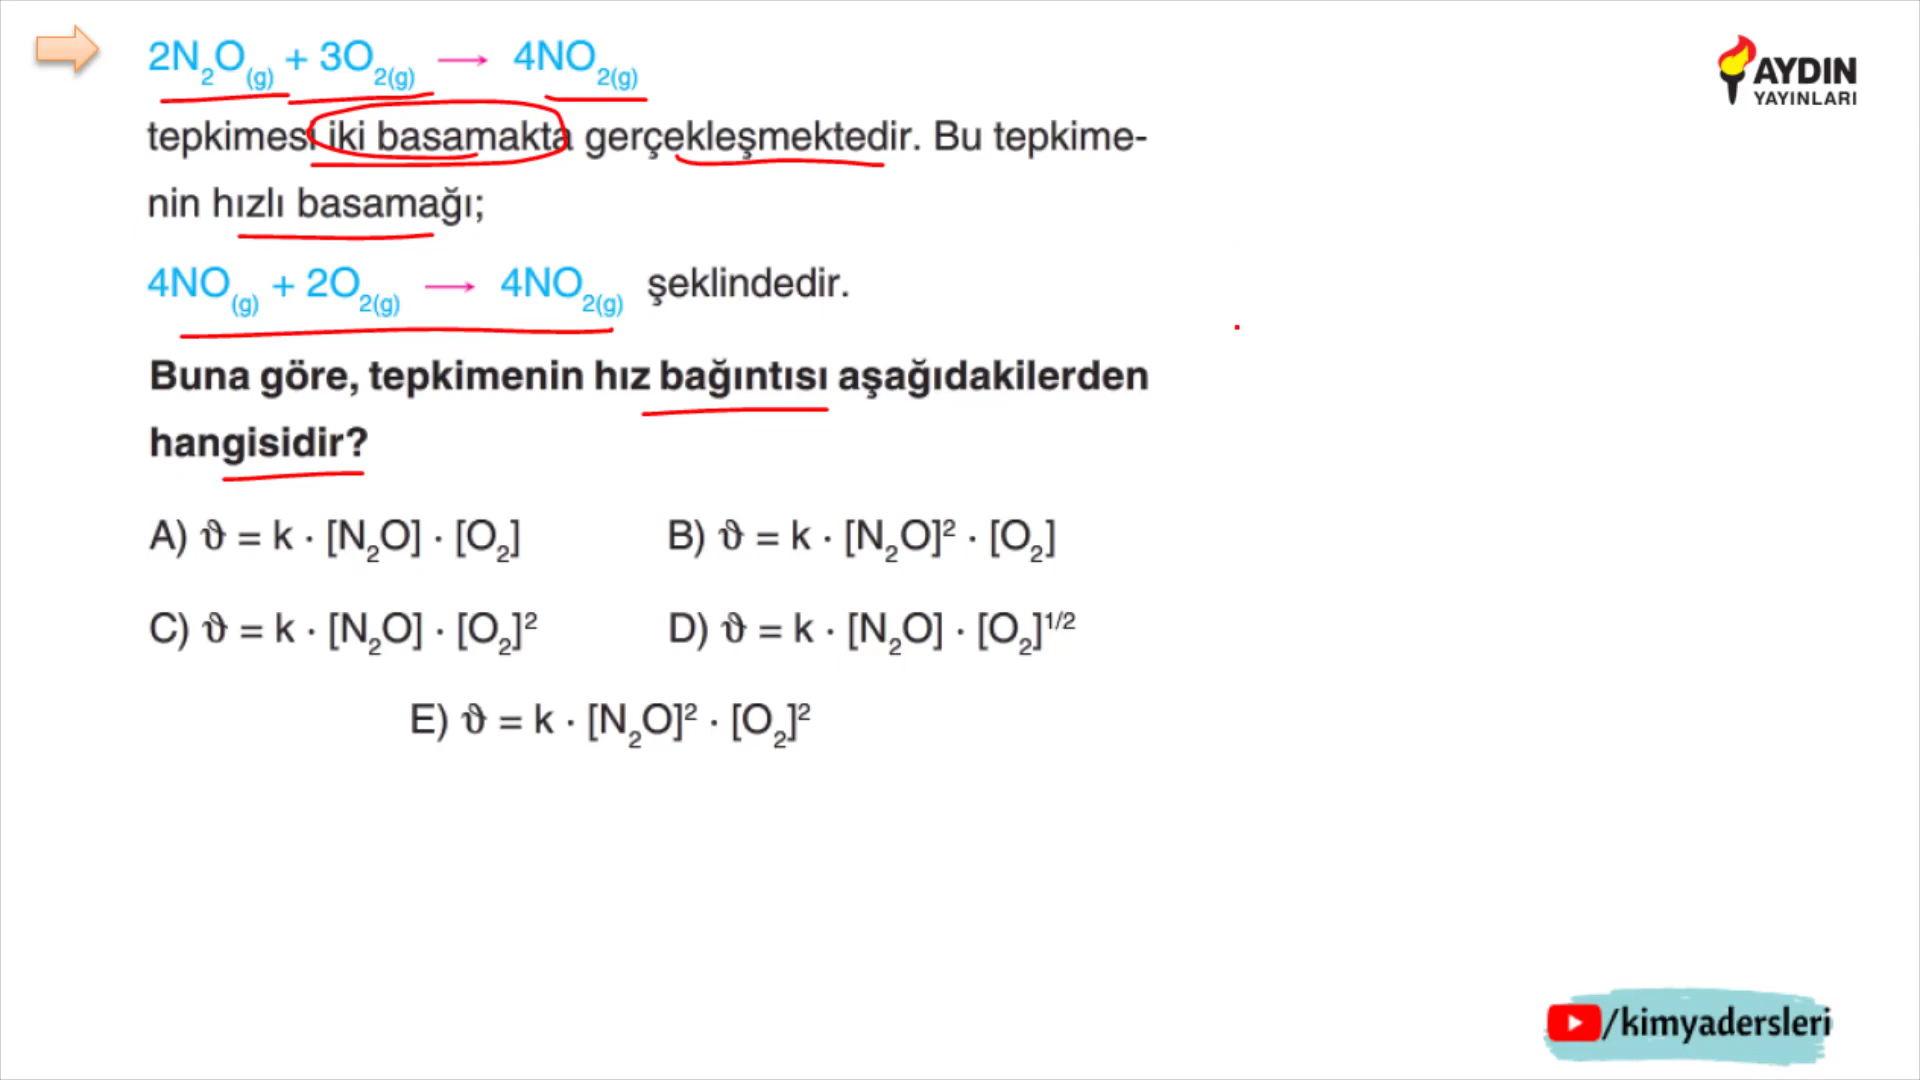 2N₂O(g) + 3O₂(g) ⟶ 4NO₂(g)
AYDIN
YAYINLARI
tepkimesi iki basamakta gerçekleşmektedir. Bu tepkime-
nin hızlı basamağı;
4NO(g) + 2O₂(g) ⟶ 4NO₂(g) şeklindedir.
Buna göre, tepkimenin hız bağıntısı aşağıdakilerden
hangisidir?
A) ϑ = k · [N₂O] · [O₂] B) ϑ = k · [N₂O]² · [O₂]
C) ϑ = k · [N₂O] · [O₂]² D) ϑ = k · [N₂O] · [O₂]¹/²
E) ϑ = k · [N₂O]² · [O₂]²
/kimyadersleri